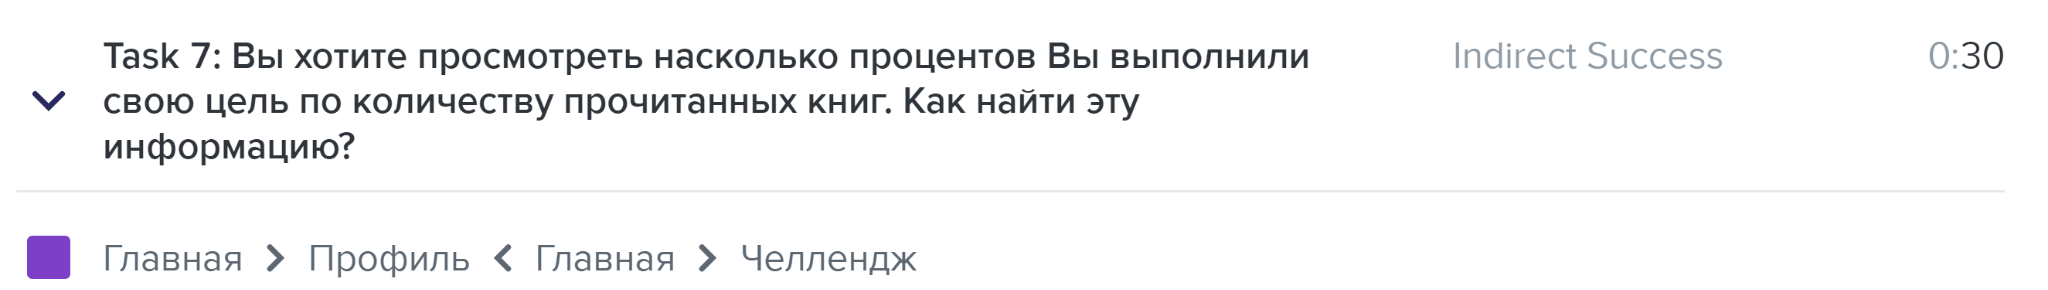 Task 7: Вы хотите просмотреть насколько процентов Вы выполнили
Indirect Success
0:30
свою цель по количеству прочитанных книг. Как найти эту
информацию?
Главная > Профиль < Главная > Челлендж